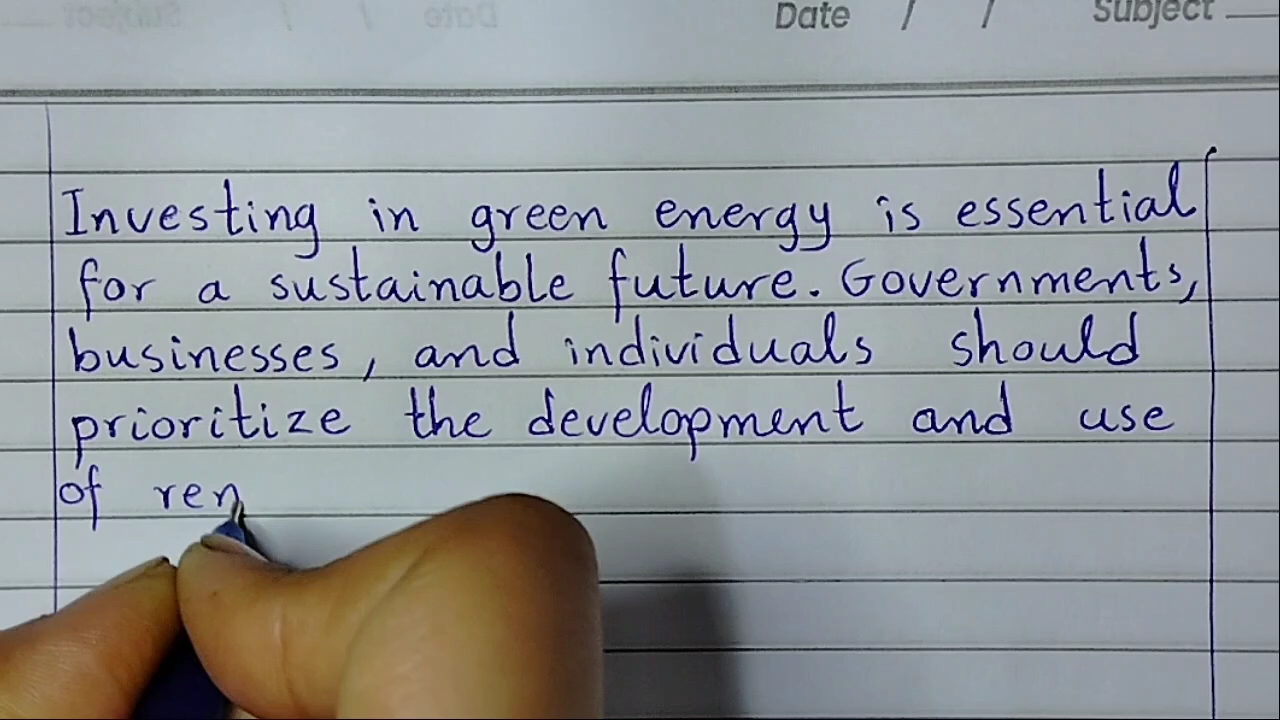 Date / / Subject
Investing in green energy is essential
for a sustainable future. Governments,
businesses, and individuals should
prioritize the development and use
of ren